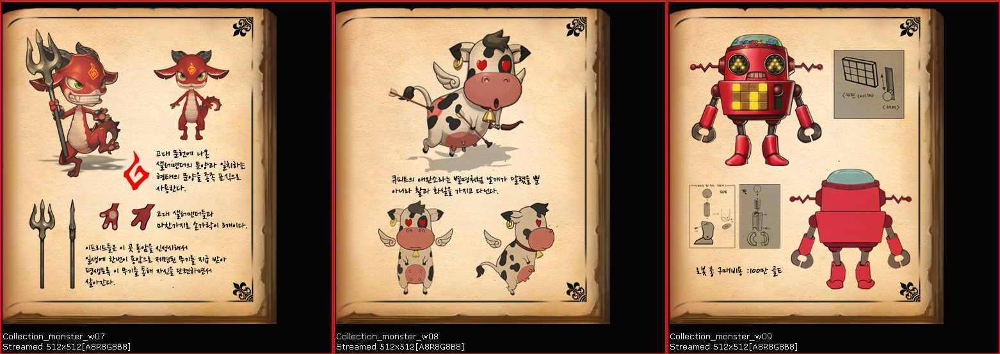 고대 문헌에 나온
샐러맨더의 문양과 일치하는
형태의 문양을 종족 표식으로
사용한다.
고대 샐러맨더들과
마찬가지로 손가락이 3개이다.
이프리트들은 이 곳 용암을 신성시해서
일생에 한번이 용암으로 제련된 무기를 지급 받아
평생토록 이 무기를 통해 자신을 단련하면서
살아간다.
Collection_monster_w07
Streamed 512x512[A8R8G8B8]
큐피트의 애완소라는 별명처럼 날개가 달렸을 뿐
아니라 활과 화살을 가지고 다닌다.
Collection_monster_w08
Streamed 512x512[A8R8G8B8]
<레버>
로봇 총 구매비용 :100만 골드
Collection_monster_w09
Streamed 512x512[A8R8G8B8]